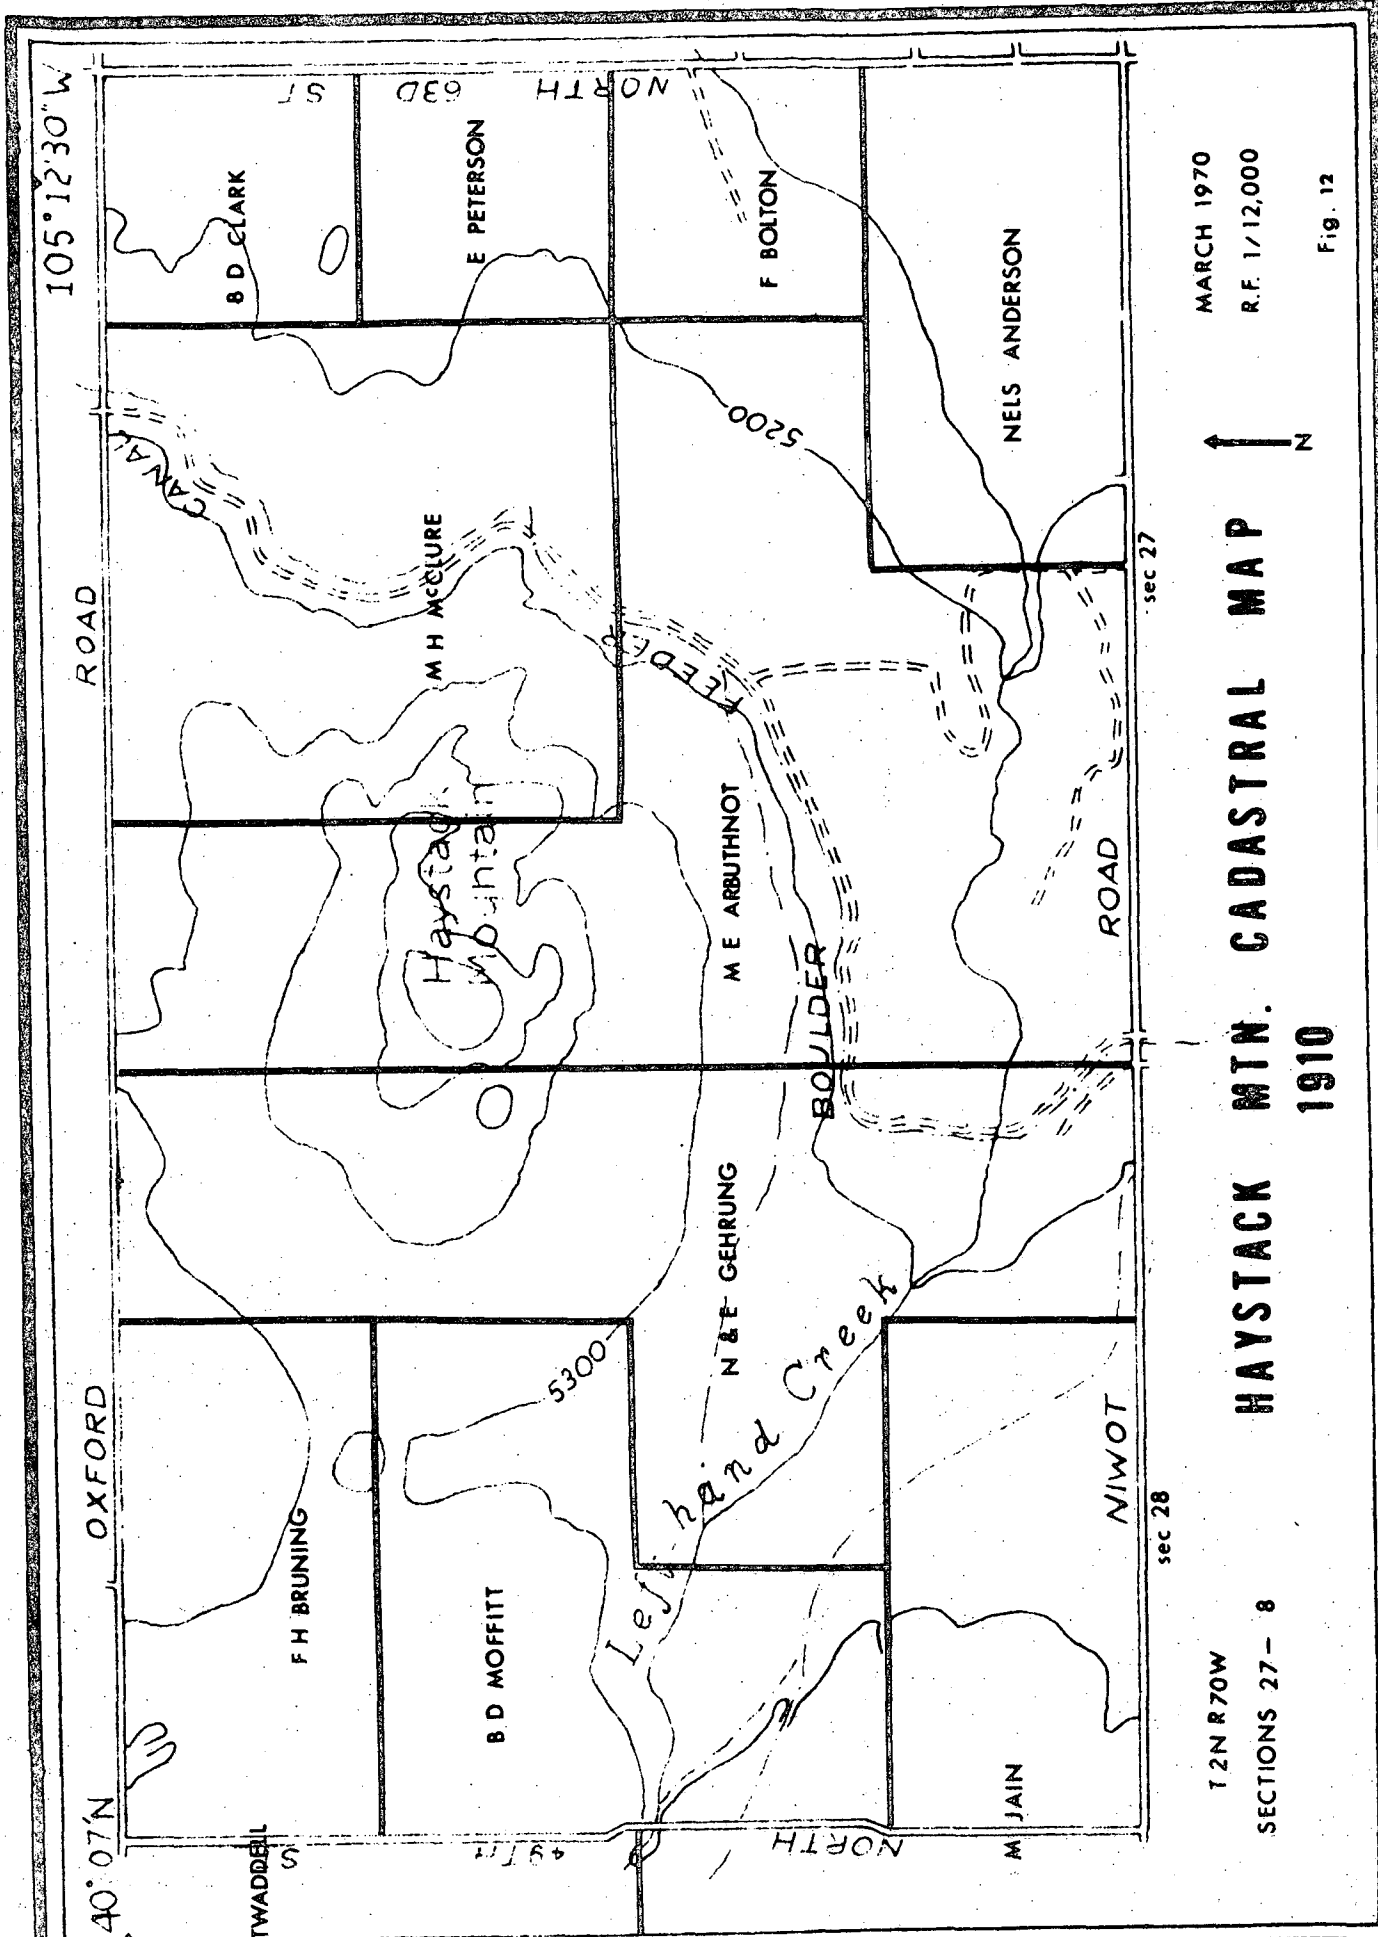 40° 07' N
105° 12' 30" W
OXFORD ROAD
TWADDELL
F H BRUNING
B D MOFFITT
M JAIN
NORTH 49TH S
Lefthand Creek
5300
N & E GEHRUNG
M E ARBUTHNOT
Haystack
Mountain
M H McCLURE
BOULDER FEEDER CANAL
B D CLARK
E PETERSON
F BOLTON
NELS ANDERSON
5200
NORTH 63D ST
NIWOT ROAD
sec 28
sec 27
T 2N R 70W
SECTIONS 27 - 8
HAYSTACK MTN. CADASTRAL MAP
1910
N
MARCH 1970
R.F. 1/12,000
Fig. 12